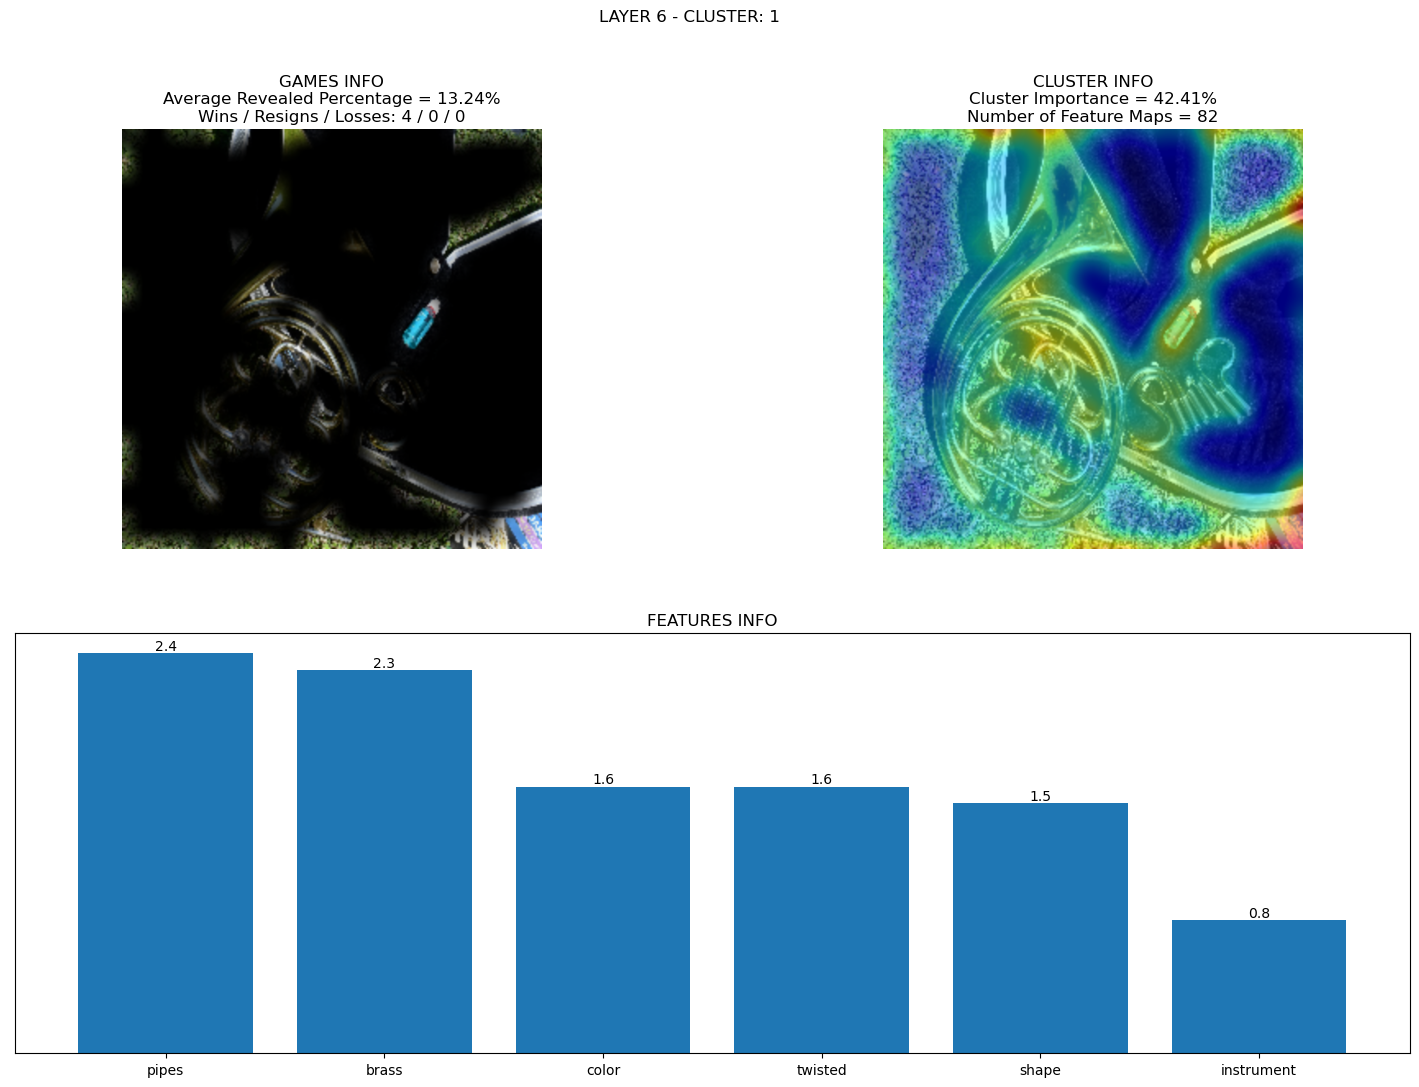 LAYER 6 - CLUSTER: 1
GAMES INFO
Average Revealed Percentage = 13.24%
Wins / Resigns / Losses: 4 / 0 / 0
CLUSTER INFO
Cluster Importance = 42.41%
Number of Feature Maps = 82
FEATURES INFO
2.4
2.3
1.6
1.6
1.5
0.8
pipes
brass
color
twisted
shape
instrument